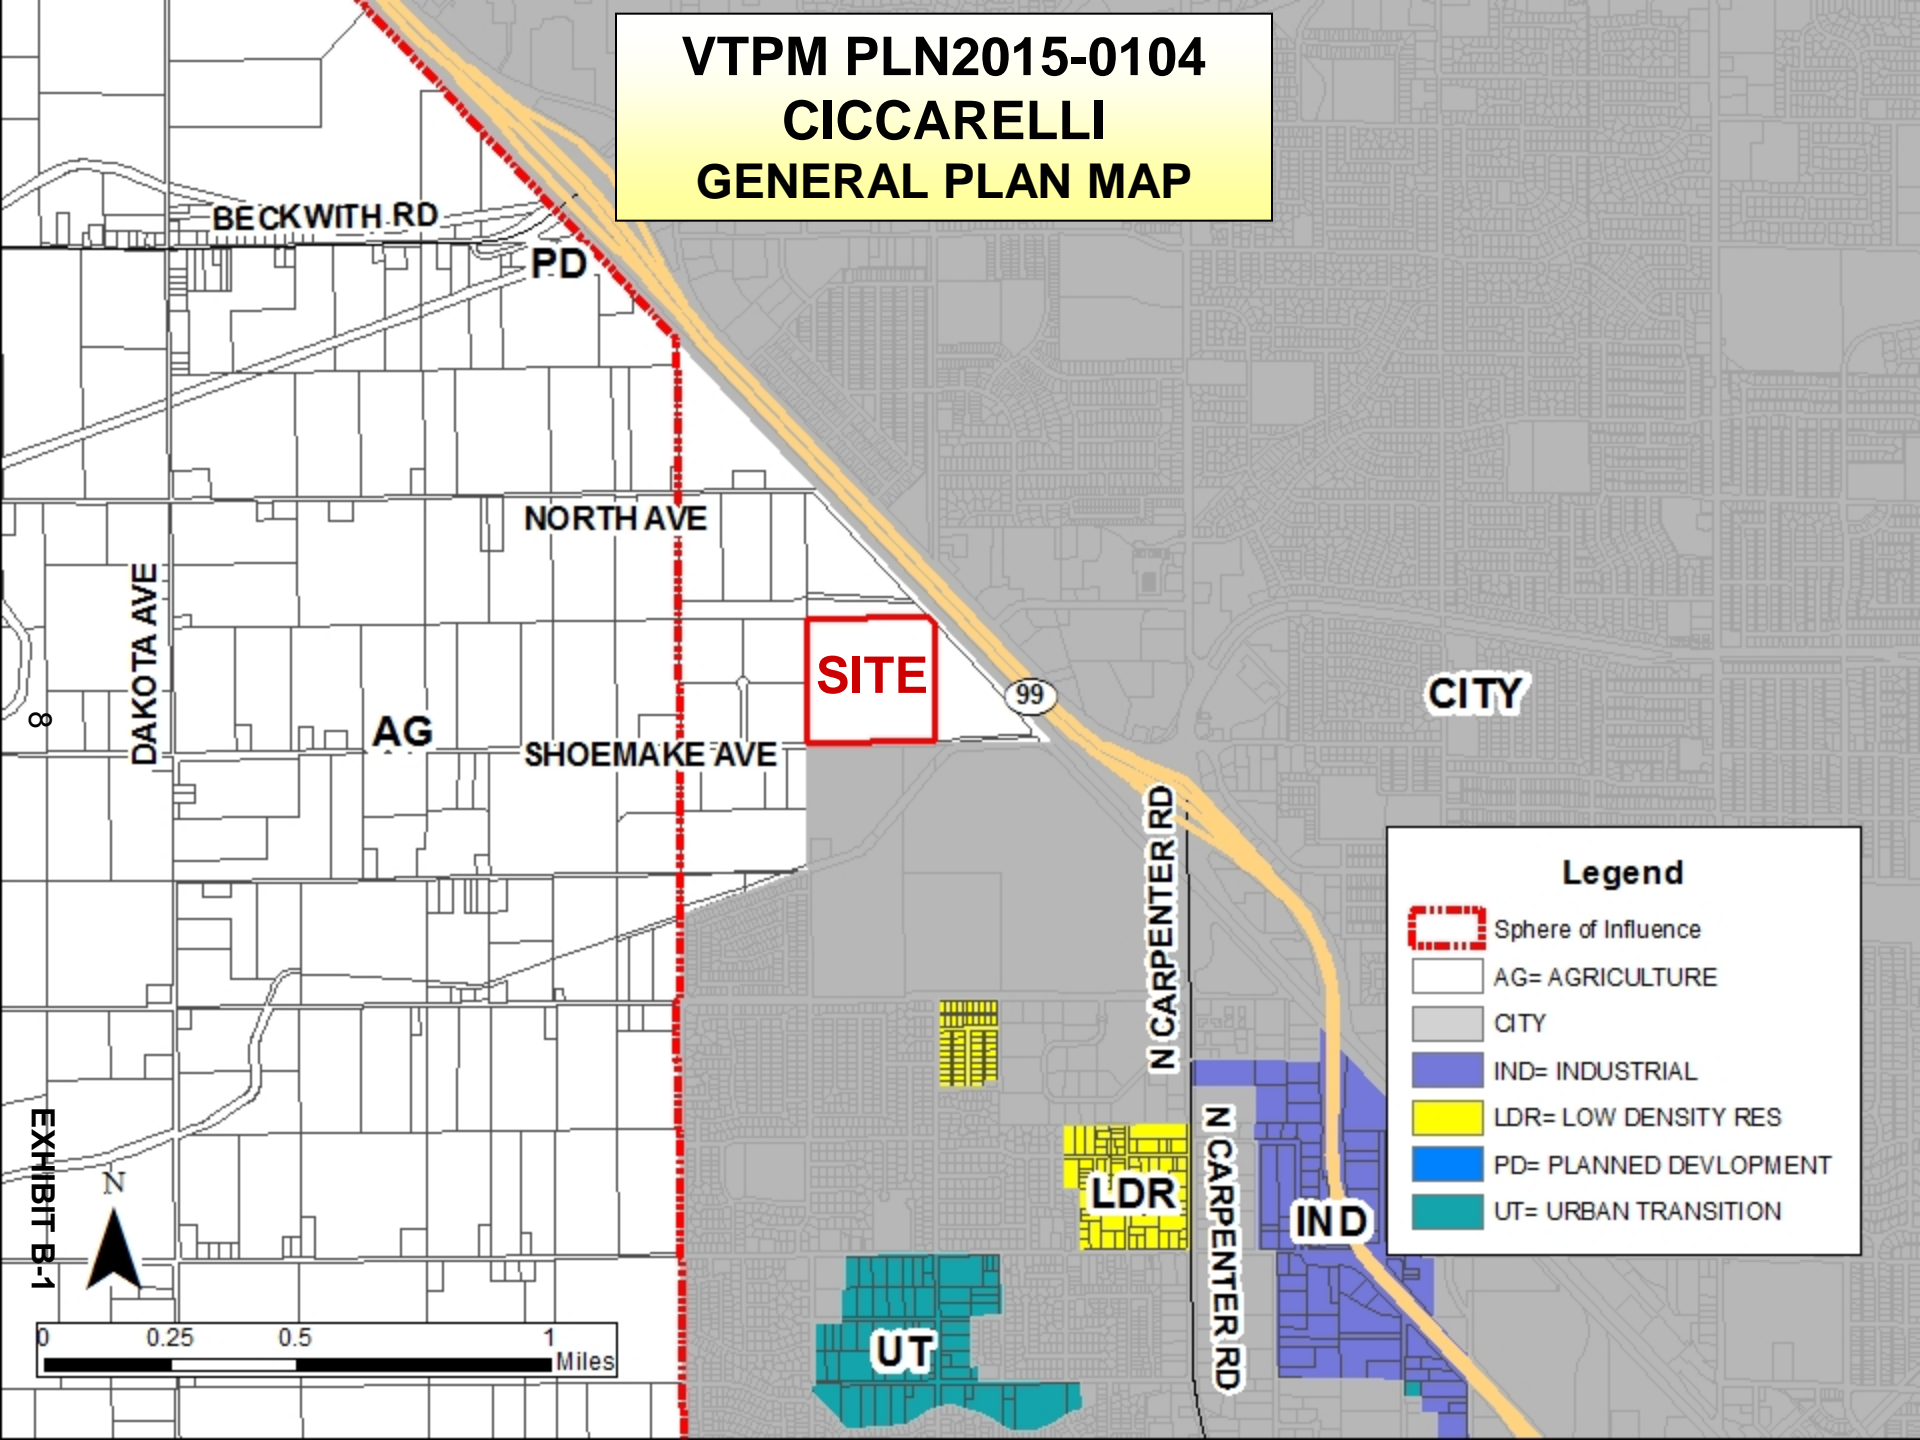 VTPM PLN2015-0104
CICCARELLI
GENERAL PLAN MAP
BECKWITH RD
PD
NORTH AVE
DAKOTA AVE
SITE
99
CITY
8
AG
SHOEMAKE AVE
N CARPENTER RD
Legend
Sphere of Influence
AG= AGRICULTURE
CITY
IND= INDUSTRIAL
LDR= LOW DENSITY RES
PD= PLANNED DEVLOPMENT
UT= URBAN TRANSITION
EXHIBIT B-1
N
LDR
N CARPENTER RD
IND
UT
0 0.25 0.5 1
Miles